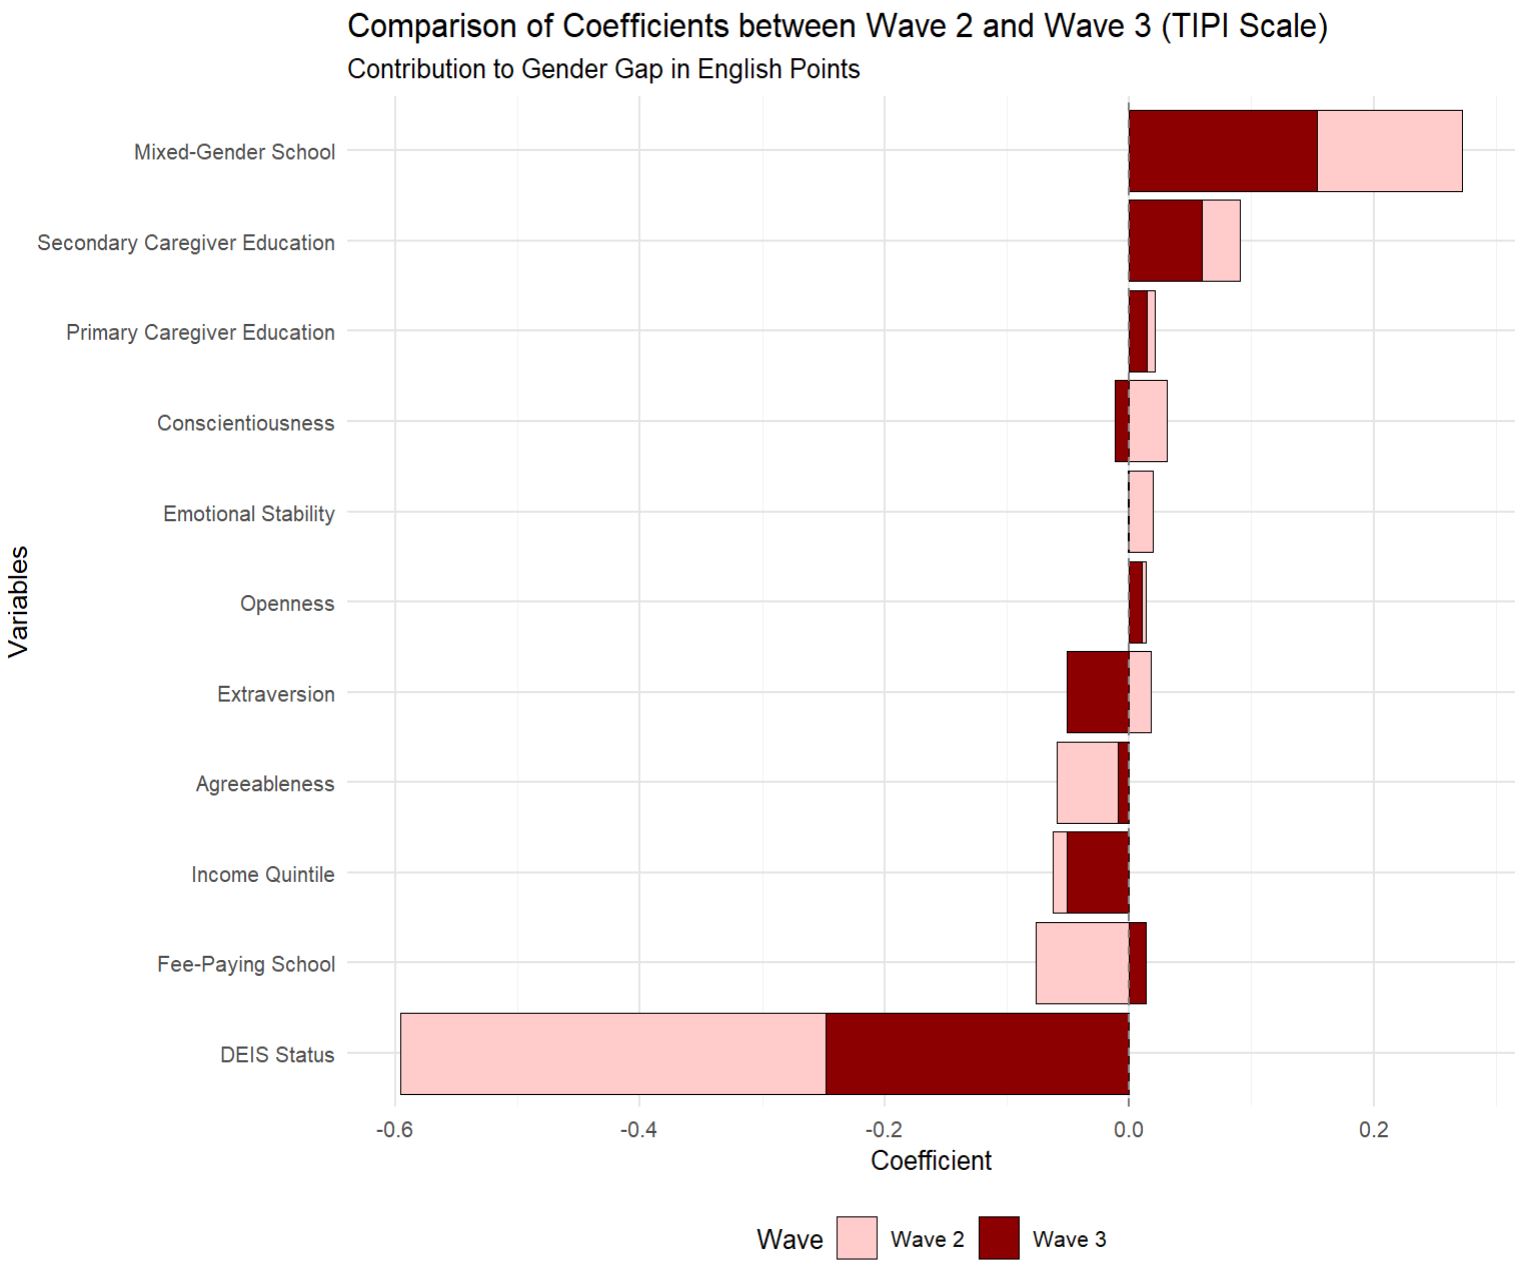 Comparison of Coefficients between Wave 2 and Wave 3 (TIPI Scale)
Contribution to Gender Gap in English Points
Variables
Mixed-Gender School
Secondary Caregiver Education
Primary Caregiver Education
Conscientiousness
Emotional Stability
Openness
Extraversion
Agreeableness
Income Quintile
Fee-Paying School
DEIS Status
-0.6 -0.4 -0.2 0.0 0.2
Coefficient
Wave Wave 2 Wave 3